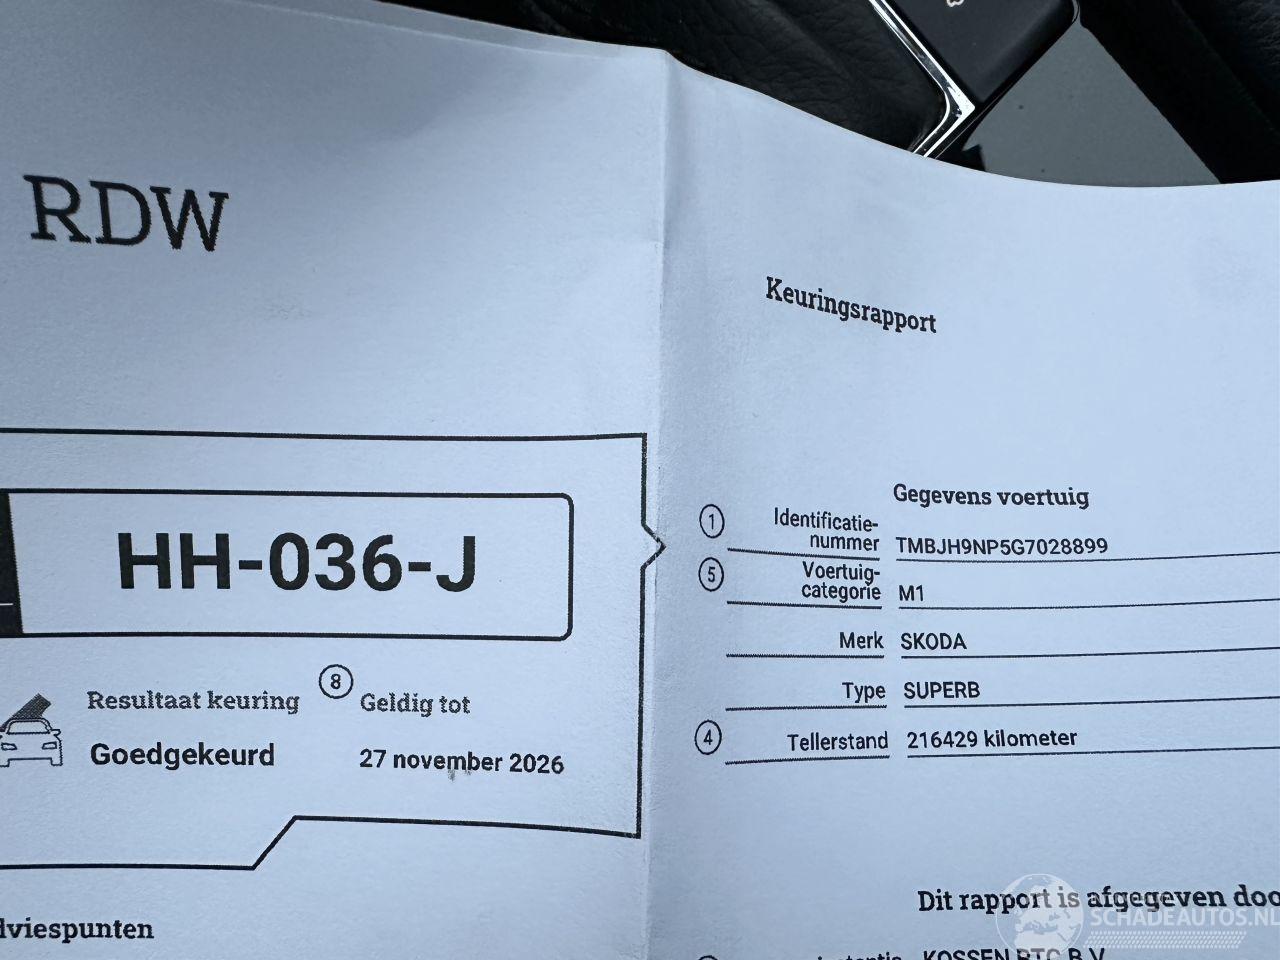 RDW
Keuringsrapport
HH-036-J
Resultaat keuring
8
Geldig tot
Goedgekeurd
27 november 2026
Gegevens voertuig
1
Identificatie-
nummer
TMBJH9NP5G7028899
5
Voertuig-
categorie
M1
Merk
SKODA
Type
SUPERB
4
Tellerstand
216429 kilometer
dviespunten
Dit rapport is afgegeven doo
KOSSEN RTC B.V.
SCHADEAUTOS.NL